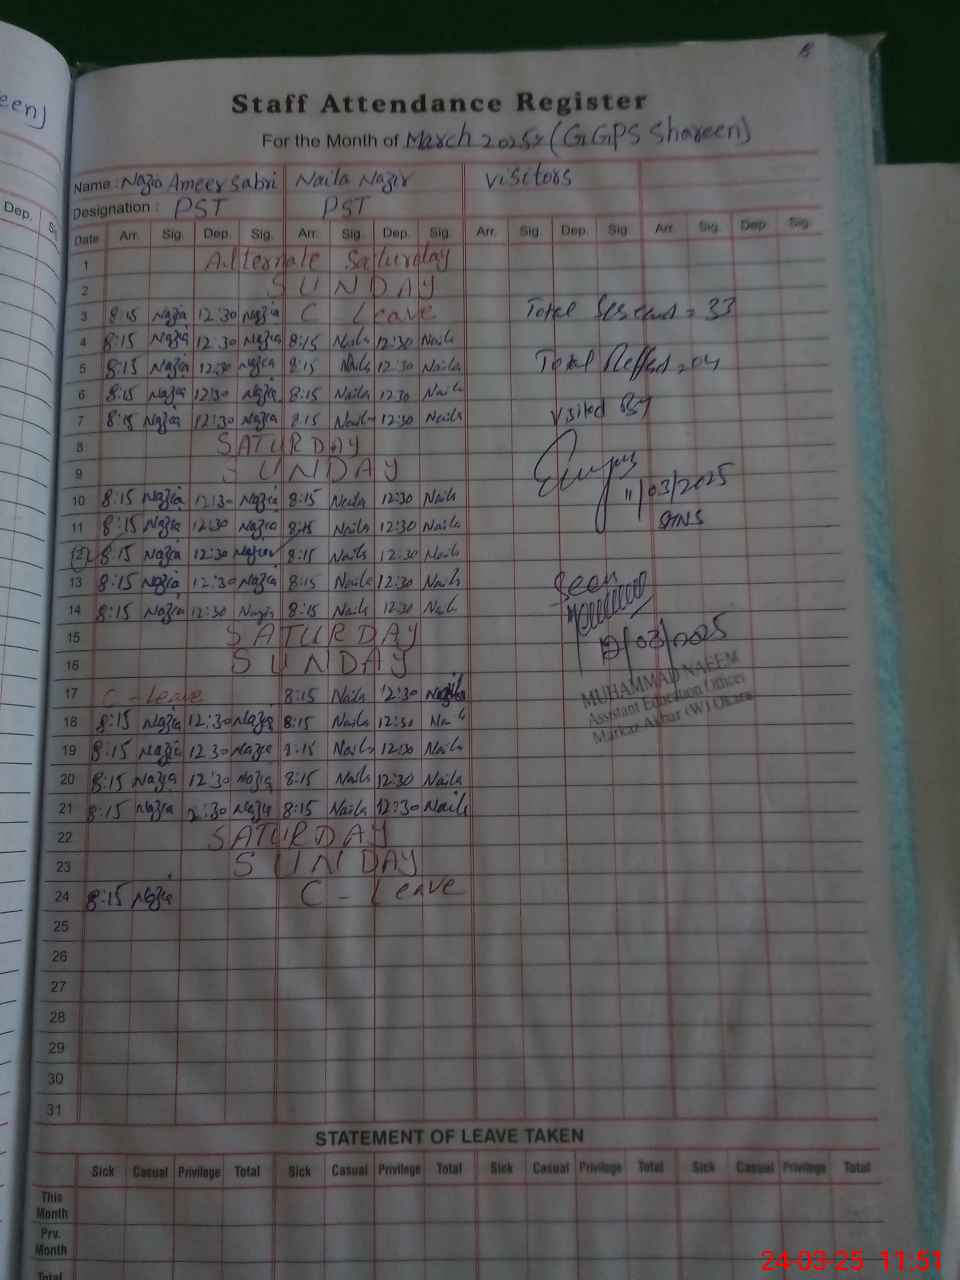 een)
Staff Attendance Register
For the Month of March 2025 (GGPS Shareen)
Name : Nazia Ameer Sabri Naila Nazir visitors
Designation : PST PST
Dep.
Date Arr. Sig. Dep. Sig. Arr. Sig. Dep. Sig. Arr. Sig. Dep. Sig. Arr. Sig. Dep. Sig.
1 Alternate Saturday
2 SUNDAY
3 8:15 Nazia 12:30 Nazia C Leave
4 8:15 Nazia 12:30 Nazia 8:15 Naila 12:30 Naila
5 8:15 Nazia 12:30 Nazia 8:15 Naila 12:30 Naila
6 8:15 Nazia 12:30 Nazia 8:15 Naila 12:30 Naila
7 8:15 Nazia 12:30 Nazia 8:15 Naila 12:30 Naila
8 SATURDAY
9 SUNDAY
10 8:15 Nazia 12:30 Nazia 8:15 Naila 12:30 Naila
11 8:15 Nazia 12:30 Nazia 8:15 Naila 12:30 Naila
12 8:15 Nazia 12:30 Nazia 8:15 Naila 12:30 Naila
13 8:15 Nazia 12:30 Nazia 8:15 Naila 12:30 Naila
14 8:15 Nazia 12:30 Nazia 8:15 Naila 12:30 Naila
15 SATURDAY
16 SUNDAY
17 C - Leave 8:15 Naila 12:30 Naila
18 8:15 Nazia 12:30 Nazia 8:15 Naila 12:30 Naila
19 8:15 Nazia 12:30 Nazia 8:15 Naila 12:30 Naila
20 8:15 Nazia 12:30 Nazia 8:15 Naila 12:30 Naila
21 8:15 Nazia 2:30 Nazia 8:15 Naila 12:30 Naila
22 SATURDAY
23 SUNDAY
24 8:15 Nazia C - Leave
25
26
27
28
29
30
31
Total = 33
Total = 04
Visited By
11/03/2025
Seen
12/03/2025
MUHAMMAD NAEEM
Assistant Education Officer
Markaz Akbar (W) Okara
STATEMENT OF LEAVE TAKEN
Sick Casual Privilege Total Sick Casual Privilege Total Sick Casual Privilege Total Sick Casual Privilege Total
This Month
Prv. Month
Total
24-03-25 11:51